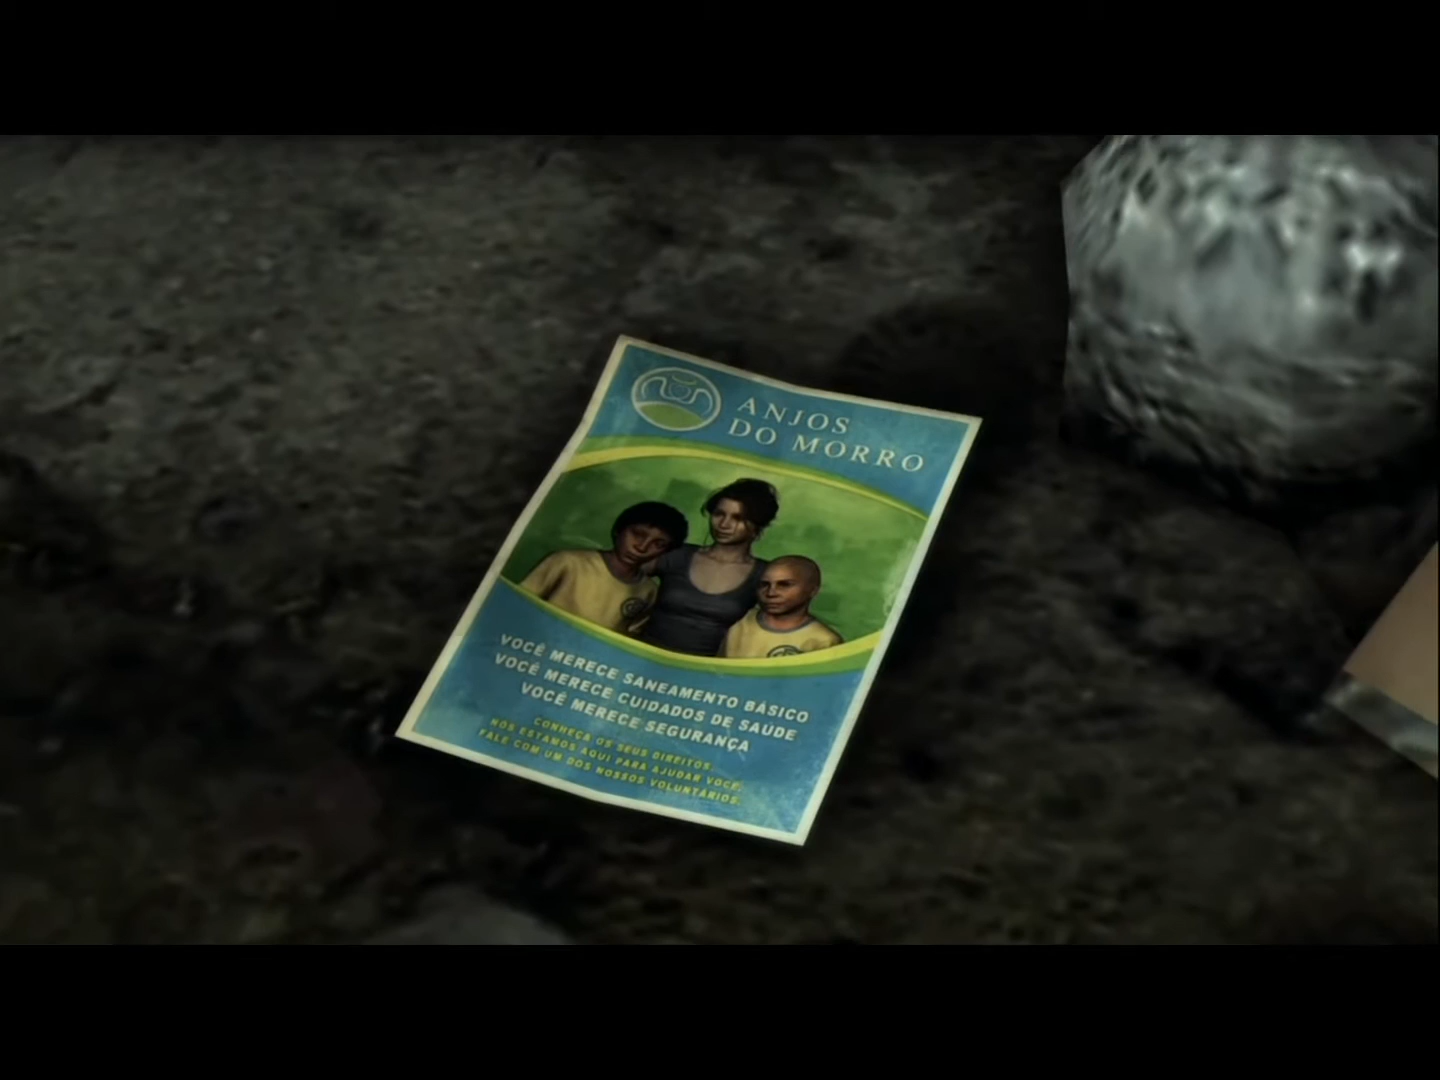 ANJOS
DO MORRO
VOCÊ MERECE SANEAMENTO BÁSICO
VOCÊ MERECE CUIDADOS DE SAÚDE
VOCÊ MERECE SEGURANÇA
CONHEÇA OS SEUS DIREITOS.
NÓS ESTAMOS AQUI PARA AJUDAR VOCÊ.
FALE COM UM DOS NOSSOS VOLUNTÁRIOS.